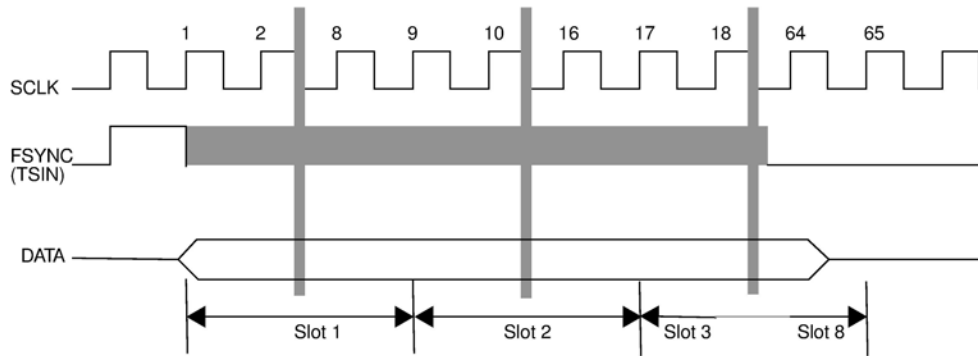 1 2 8 9 10 16 17 18 64 65
SCLK
FSYNC
(TSIN)
DATA
Slot 1 Slot 2 Slot 3 Slot 8